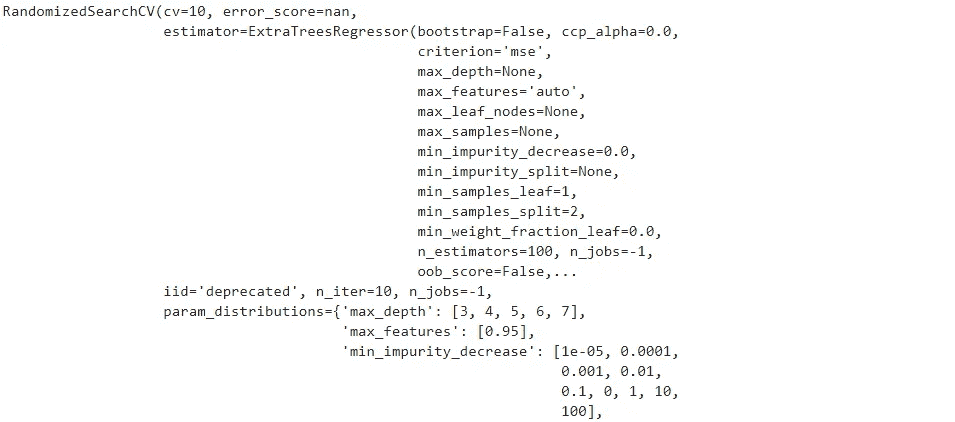 RandomizedSearchCV(cv=10, error_score=nan,
estimator=ExtraTreesRegressor(bootstrap=False, ccp_alpha=0.0,
criterion='mse',
max_depth=None,
max_features='auto',
max_leaf_nodes=None,
max_samples=None,
min_impurity_decrease=0.0,
min_impurity_split=None,
min_samples_leaf=1,
min_samples_split=2,
min_weight_fraction_leaf=0.0,
n_estimators=100, n_jobs=-1,
oob_score=False,...
iid='deprecated', n_iter=10, n_jobs=-1,
param_distributions={'max_depth': [3, 4, 5, 6, 7],
'max_features': [0.95],
'min_impurity_decrease': [1e-05, 0.0001,
0.001, 0.01,
0.1, 0, 1, 10,
100],